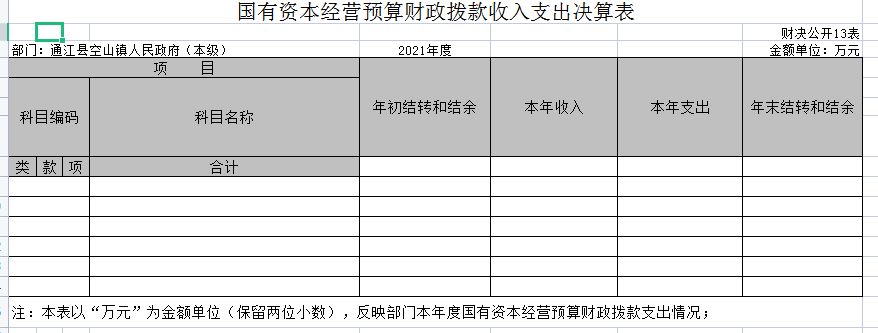 国有资本经营预算财政拨款收入支出决算表
财决公开13表
部门：通江县空山镇人民政府（本级） 2021年度 金额单位：万元
项 目
科目编码 科目名称 年初结转和结余 本年收入 本年支出 年末结转和结余
类 款 项 合计
注：本表以“万元”为金额单位（保留两位小数），反映部门本年度国有资本经营预算财政拨款支出情况；